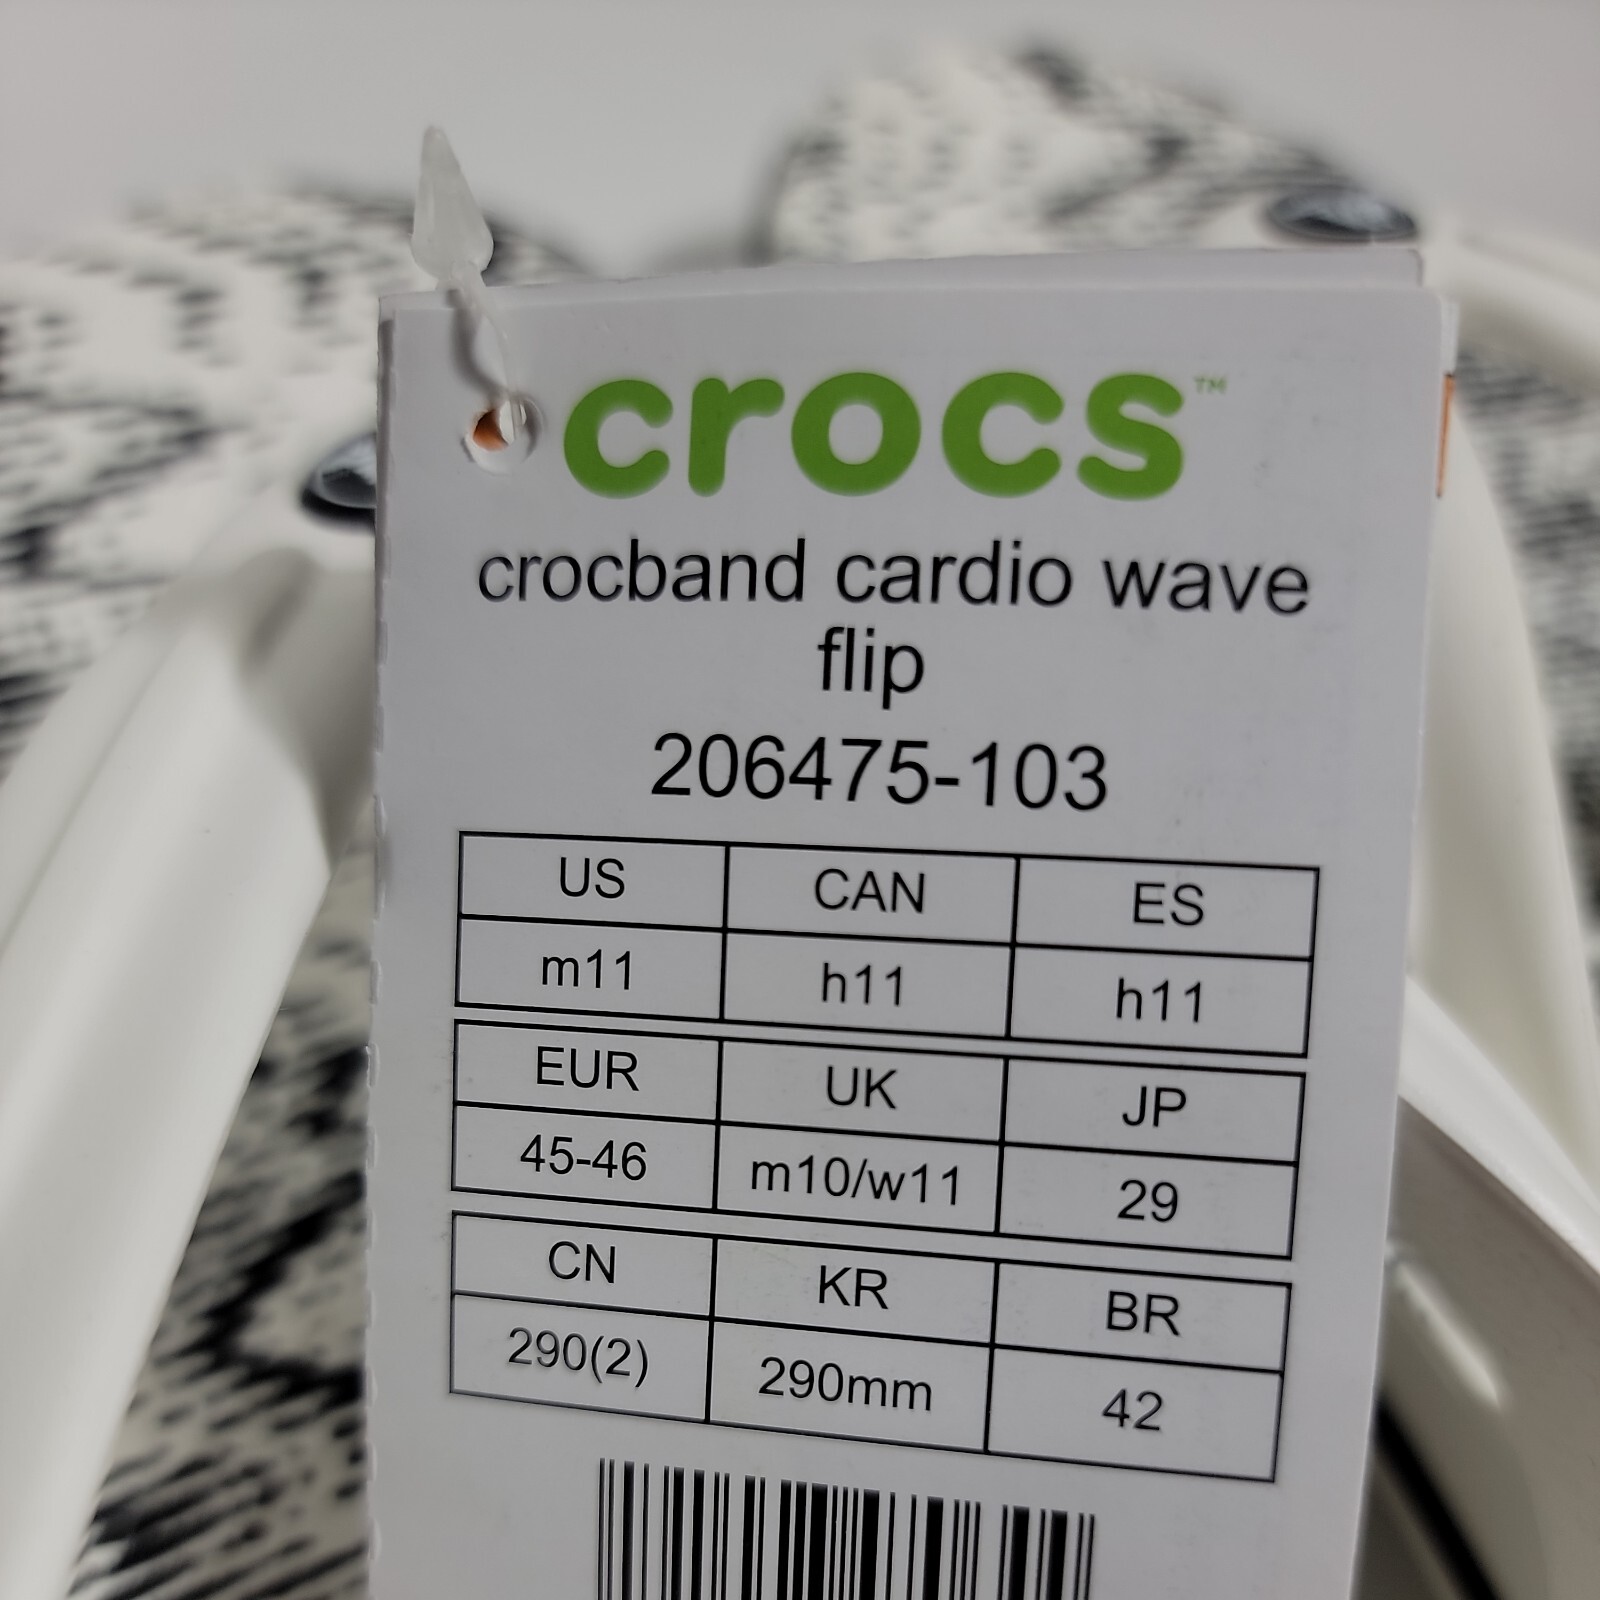 crocs™
crocband cardio wave
flip
206475-103
US CAN ES
m11 h11 h11
EUR UK JP
45-46 m10/w11 29
CN KR BR
290(2) 290mm 42